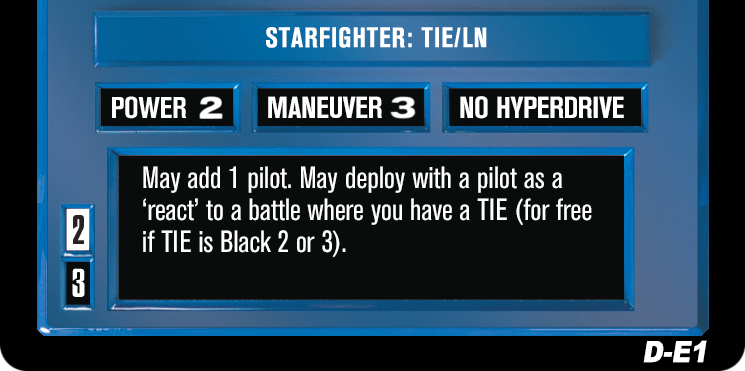 STARFIGHTER: TIE/LN
POWER 2 MANEUVER 3 NO HYPERDRIVE
May add 1 pilot. May deploy with a pilot as a
‘react’ to a battle where you have a TIE (for free
if TIE is Black 2 or 3).
2
3
D-E1